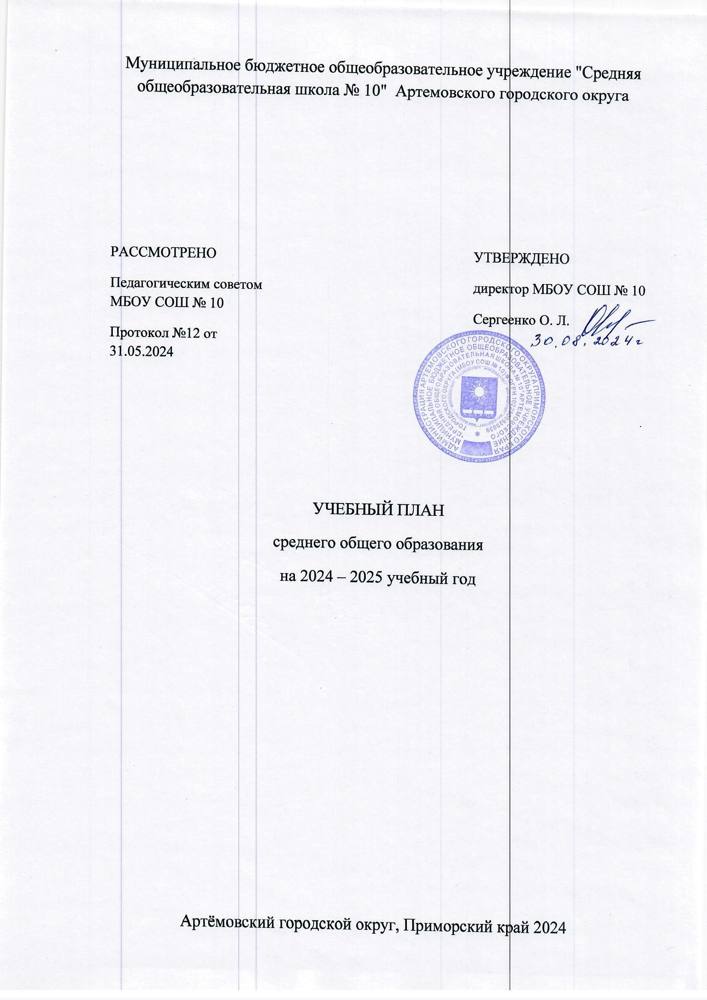 Муниципальное бюджетное общеобразовательное учреждение "Средняя
общеобразовательная школа № 10" Артемовского городского округа
РАССМОТРЕНО
Педагогическим советом
МБОУ СОШ № 10
Протокол №12 от
31.05.2024
УТВЕРЖДЕНО
директор МБОУ СОШ № 10
Сергеенко О. Л.
30.08.2024г
АДМИНИСТРАЦИЯ АРТЕМОВСКОГО ГОРОДСКОГО ОКРУГА ПРИМОРСКОГО КРАЯ
МУНИЦИПАЛЬНОЕ БЮДЖЕТНОЕ ОБЩЕОБРАЗОВАТЕЛЬНОЕ УЧРЕЖДЕНИЕ
"СРЕДНЯЯ ОБЩЕОБРАЗОВАТЕЛЬНАЯ ШКОЛА № 10" АРТЕМОВСКОГО
ГОРОДСКОГО ОКРУГА (МБОУ СОШ № 10) * ОГРН 1022500529039
*
УЧЕБНЫЙ ПЛАН
среднего общего образования
на 2024 – 2025 учебный год
Артёмовский городской округ, Приморский край 2024